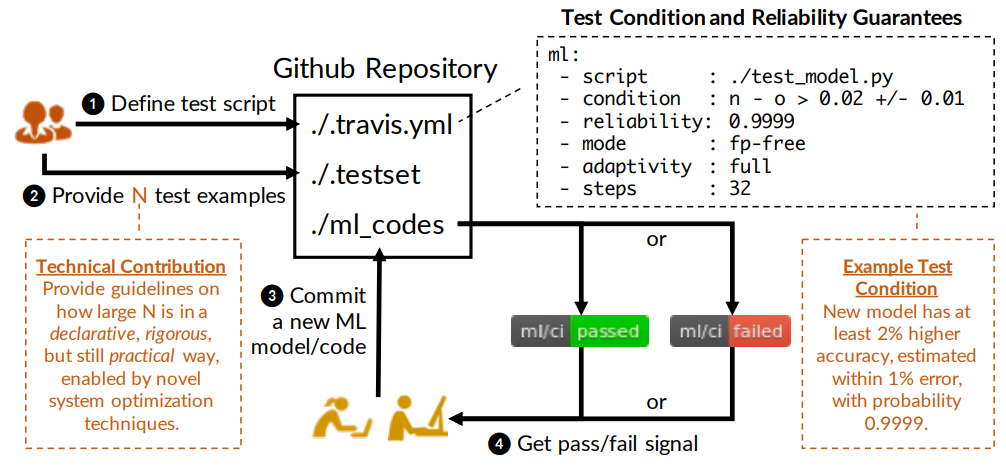 Test Condition and Reliability Guarantees
ml:
- script : ./test_model.py
- condition : n - o > 0.02 +/- 0.01
- reliability: 0.9999
- mode : fp-free
- adaptivity : full
- steps : 32
Github Repository
./.travis.yml
./.testset
./ml_codes
1 Define test script
2 Provide N test examples
Technical Contribution
Provide guidelines on
how large N is in a
declarative, rigorous,
but still practical way,
enabled by novel
system optimization
techniques.
3 Commit
a new ML
model/code
or
ml/ci passed
ml/ci failed
or
4 Get pass/fail signal
Example Test
Condition
New model has at
least 2% higher
accuracy, estimated
within 1% error,
with probability
0.9999.